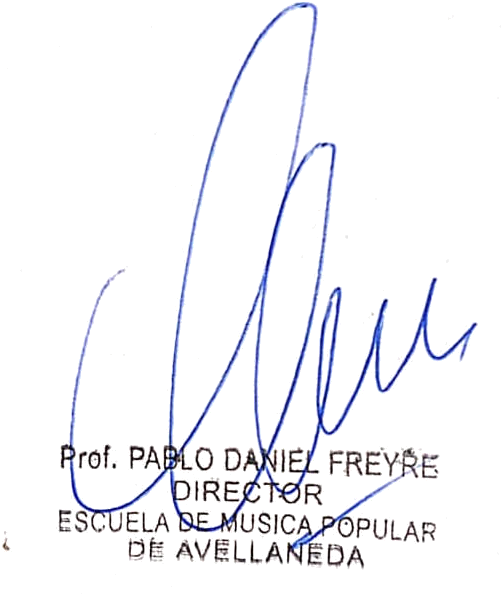 Prof. PABLO DANIEL FREYRE
DIRECTOR
ESCUELA DE MUSICA POPULAR
DE AVELLANEDA